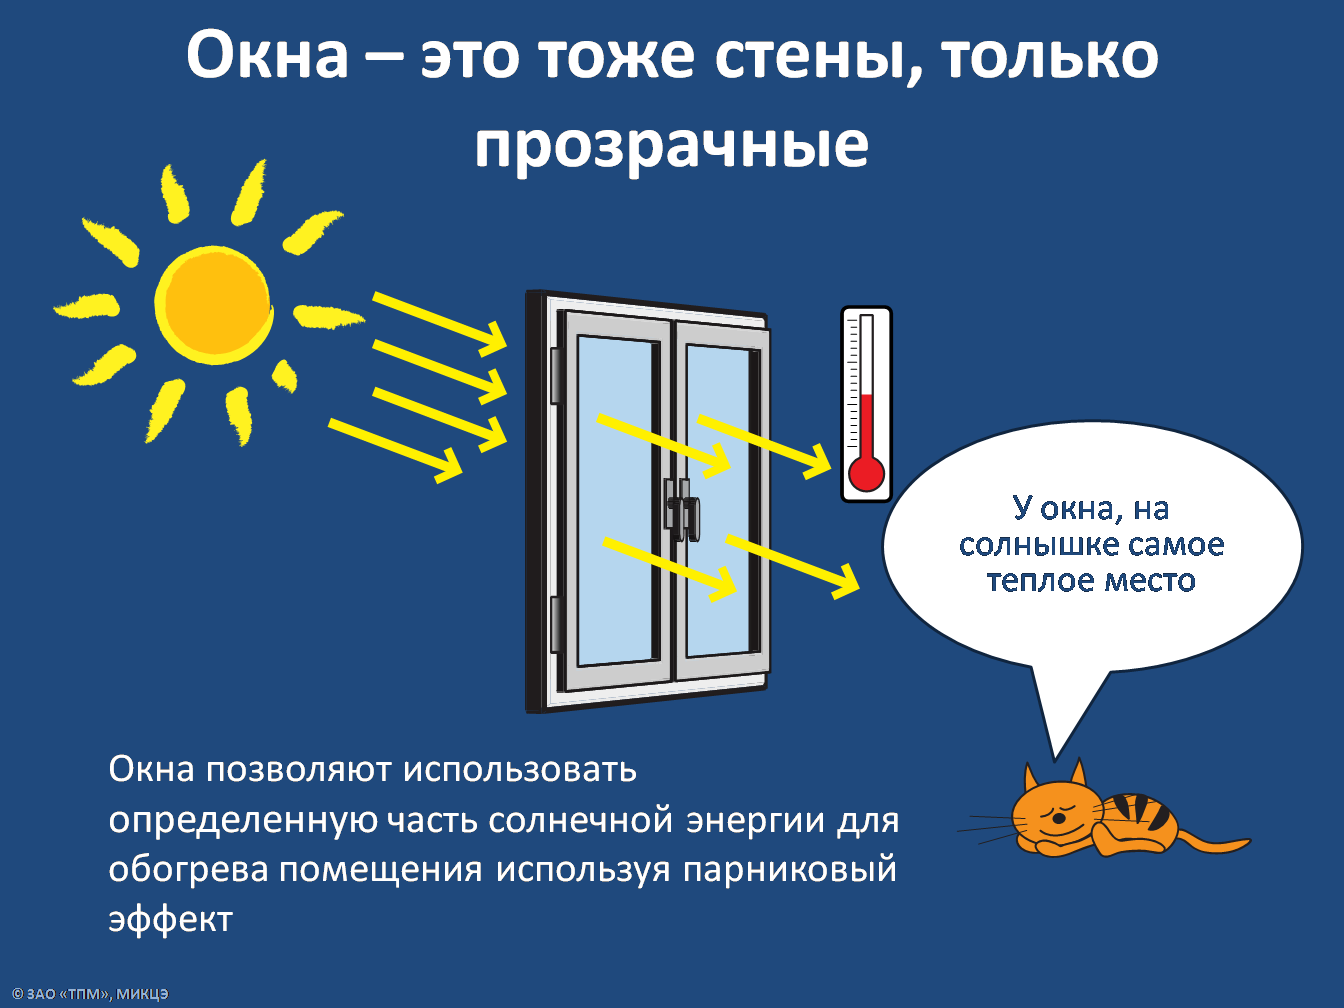 Окна – это тоже стены, только
прозрачные
У окна, на
солнышке самое
теплое место
Окна позволяют использовать
определенную часть солнечной энергии для
обогрева помещения используя парниковый
эффект
© ЗАО «ТПМ», МИКЦЭ